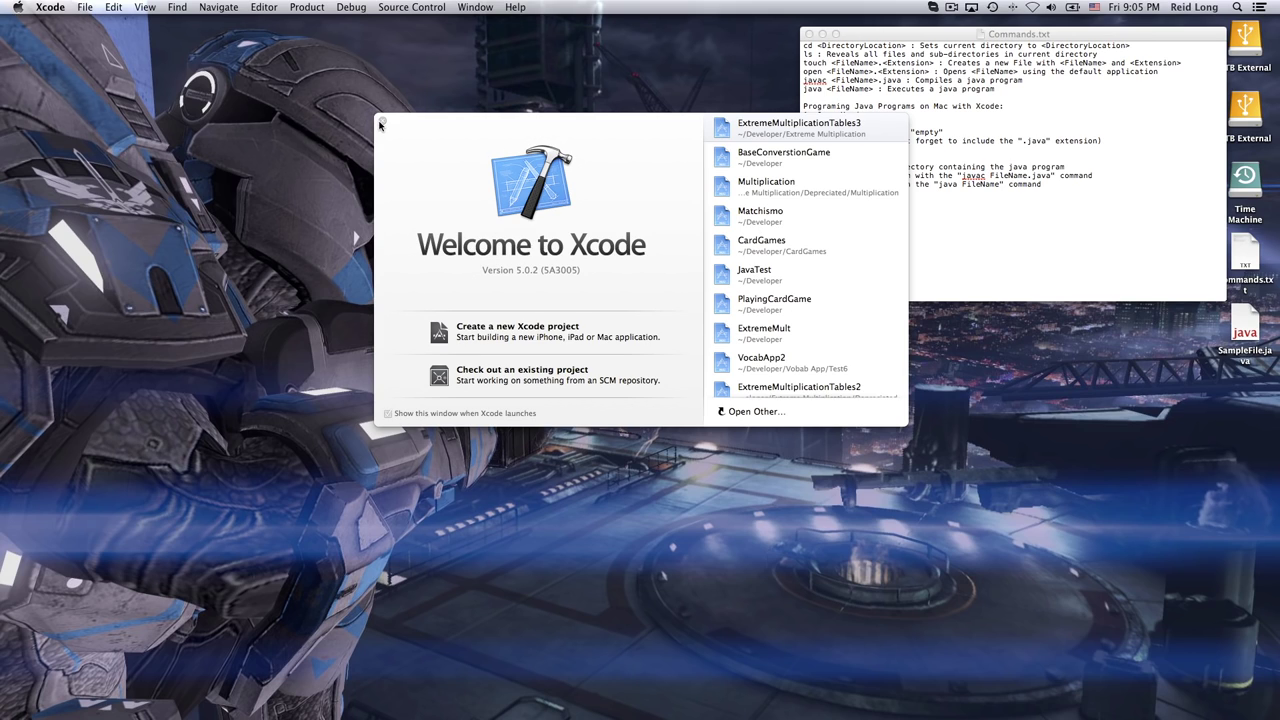 Xcode File Edit View Find Navigate Editor Product Debug Source Control Window Help Fri 9:05 PM Reid Long
Commands.txt
cd <DirectoryLocation> : Sets current directory to <DirectoryLocation>
ls : Reveals all files and sub-directories in current directory
touch <FileName>.<Extension> : Creates a new File with <FileName> and <Extension>
open <FileName>.<Extension> : Opens <FileName> using the default application
javac <FileName>.java : Compiles a java program
java <FileName> : Executes a java program
Programing Java Programs on Mac with Xcode:
"empty"
forget to include the ".java" extension)
directory containing the java program
with the "javac FileName.java" command
the "java FileName" command
Welcome to Xcode
Version 5.0.2 (5A3005)
Create a new Xcode project
Start building a new iPhone, iPad or Mac application.
Check out an existing project
Start working on something from an SCM repository.
Show this window when Xcode launches
ExtremeMultiplicationTables3
~/Developer/Extreme Multiplication
BaseConverstionGame
~/Developer
Multiplication
...e Multiplication/Depreciated/Multiplication
Matchismo
~/Developer
CardGames
~/Developer/CardGames
JavaTest
~/Developer
PlayingCardGame
~/Developer
ExtremeMult
~/Developer
VocabApp2
~/Developer/Vobab App/Test6
ExtremeMultiplicationTables2
Open Other...
TB External
TB External
Time
Machine
TXT
mmands.tx
t
java
SampleFile.ja
va